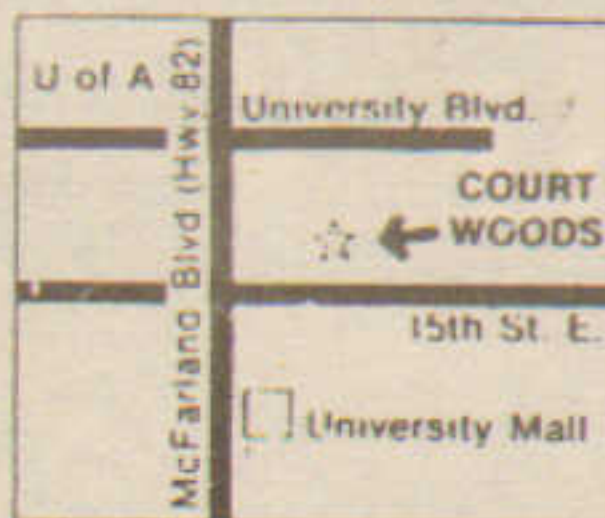 U of A
McFarland Blvd (Hwy 82)
University Blvd.
COURT
WOODS
15th St. E.
University Mall